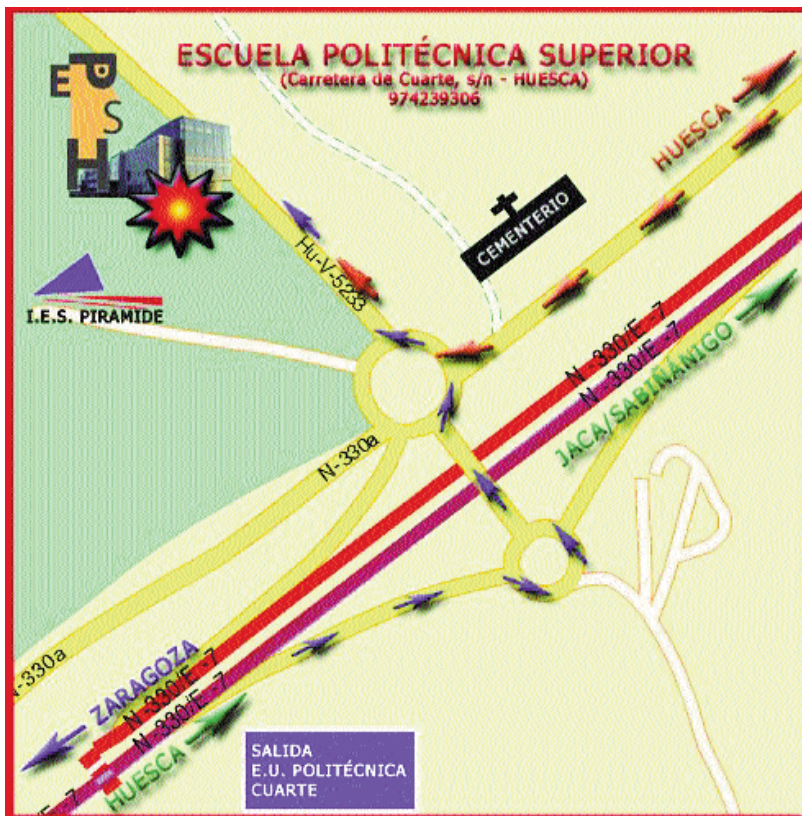 ESCUELA POLITÉCNICA SUPERIOR
(Carretera de Cuarte, s/n - HUESCA)
974239306
E P S H
HUESCA
CEMENTERIO
Hu-V-5233
I.E.S. PIRAMIDE
N -330/E -7
N -330/E -7
JACA/SABIÑÁNIGO
N-330a
N-330a
ZARAGOZA
N-330/E -7
N-330/E -7
HUESCA
SALIDA
E.U. POLITÉCNICA
CUARTE